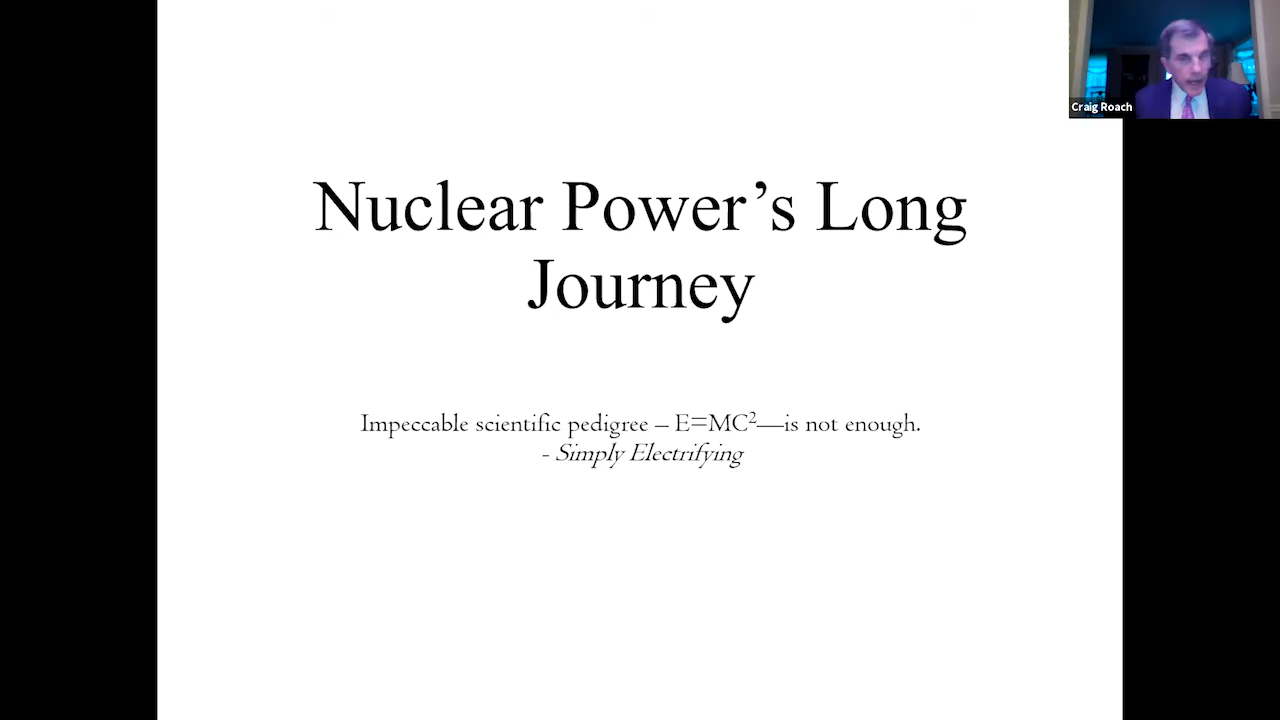 Craig Roach
Nuclear Power’s Long
Journey
Impeccable scientific pedigree – E=MC²—is not enough.
- Simply Electrifying